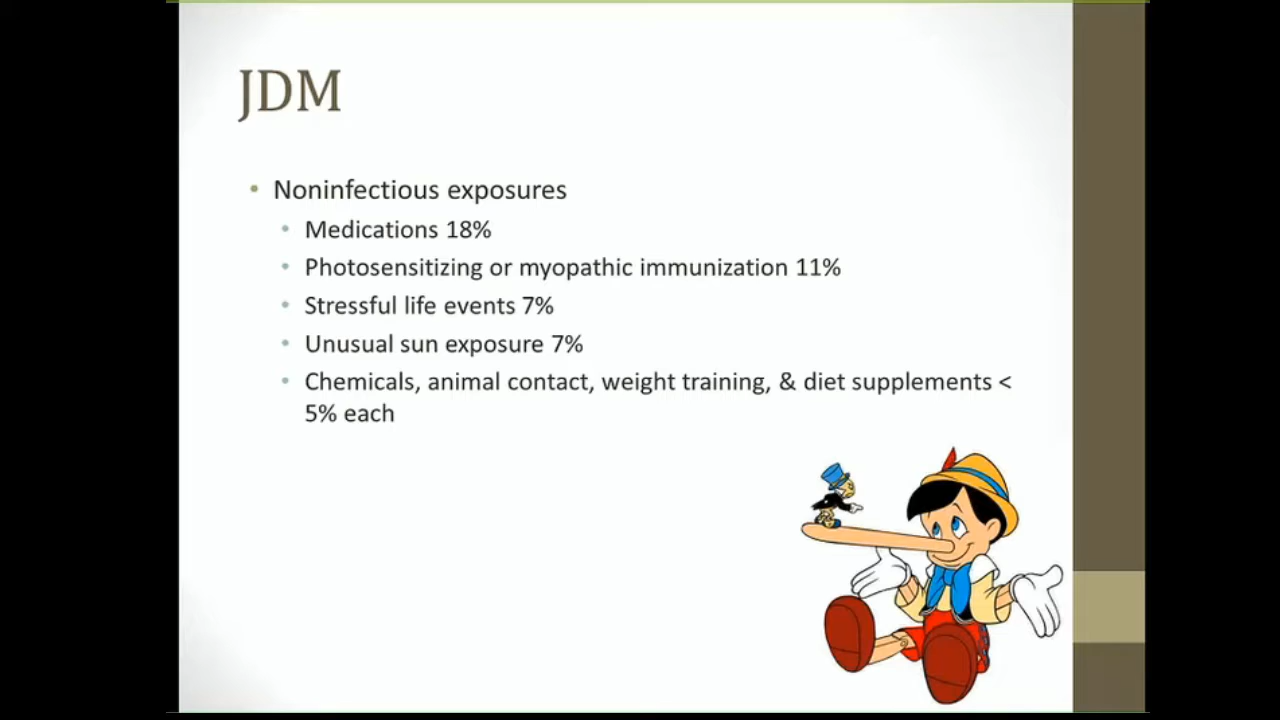 JDM
• Noninfectious exposures
• Medications 18%
• Photosensitizing or myopathic immunization 11%
• Stressful life events 7%
• Unusual sun exposure 7%
• Chemicals, animal contact, weight training, & diet supplements <
5% each